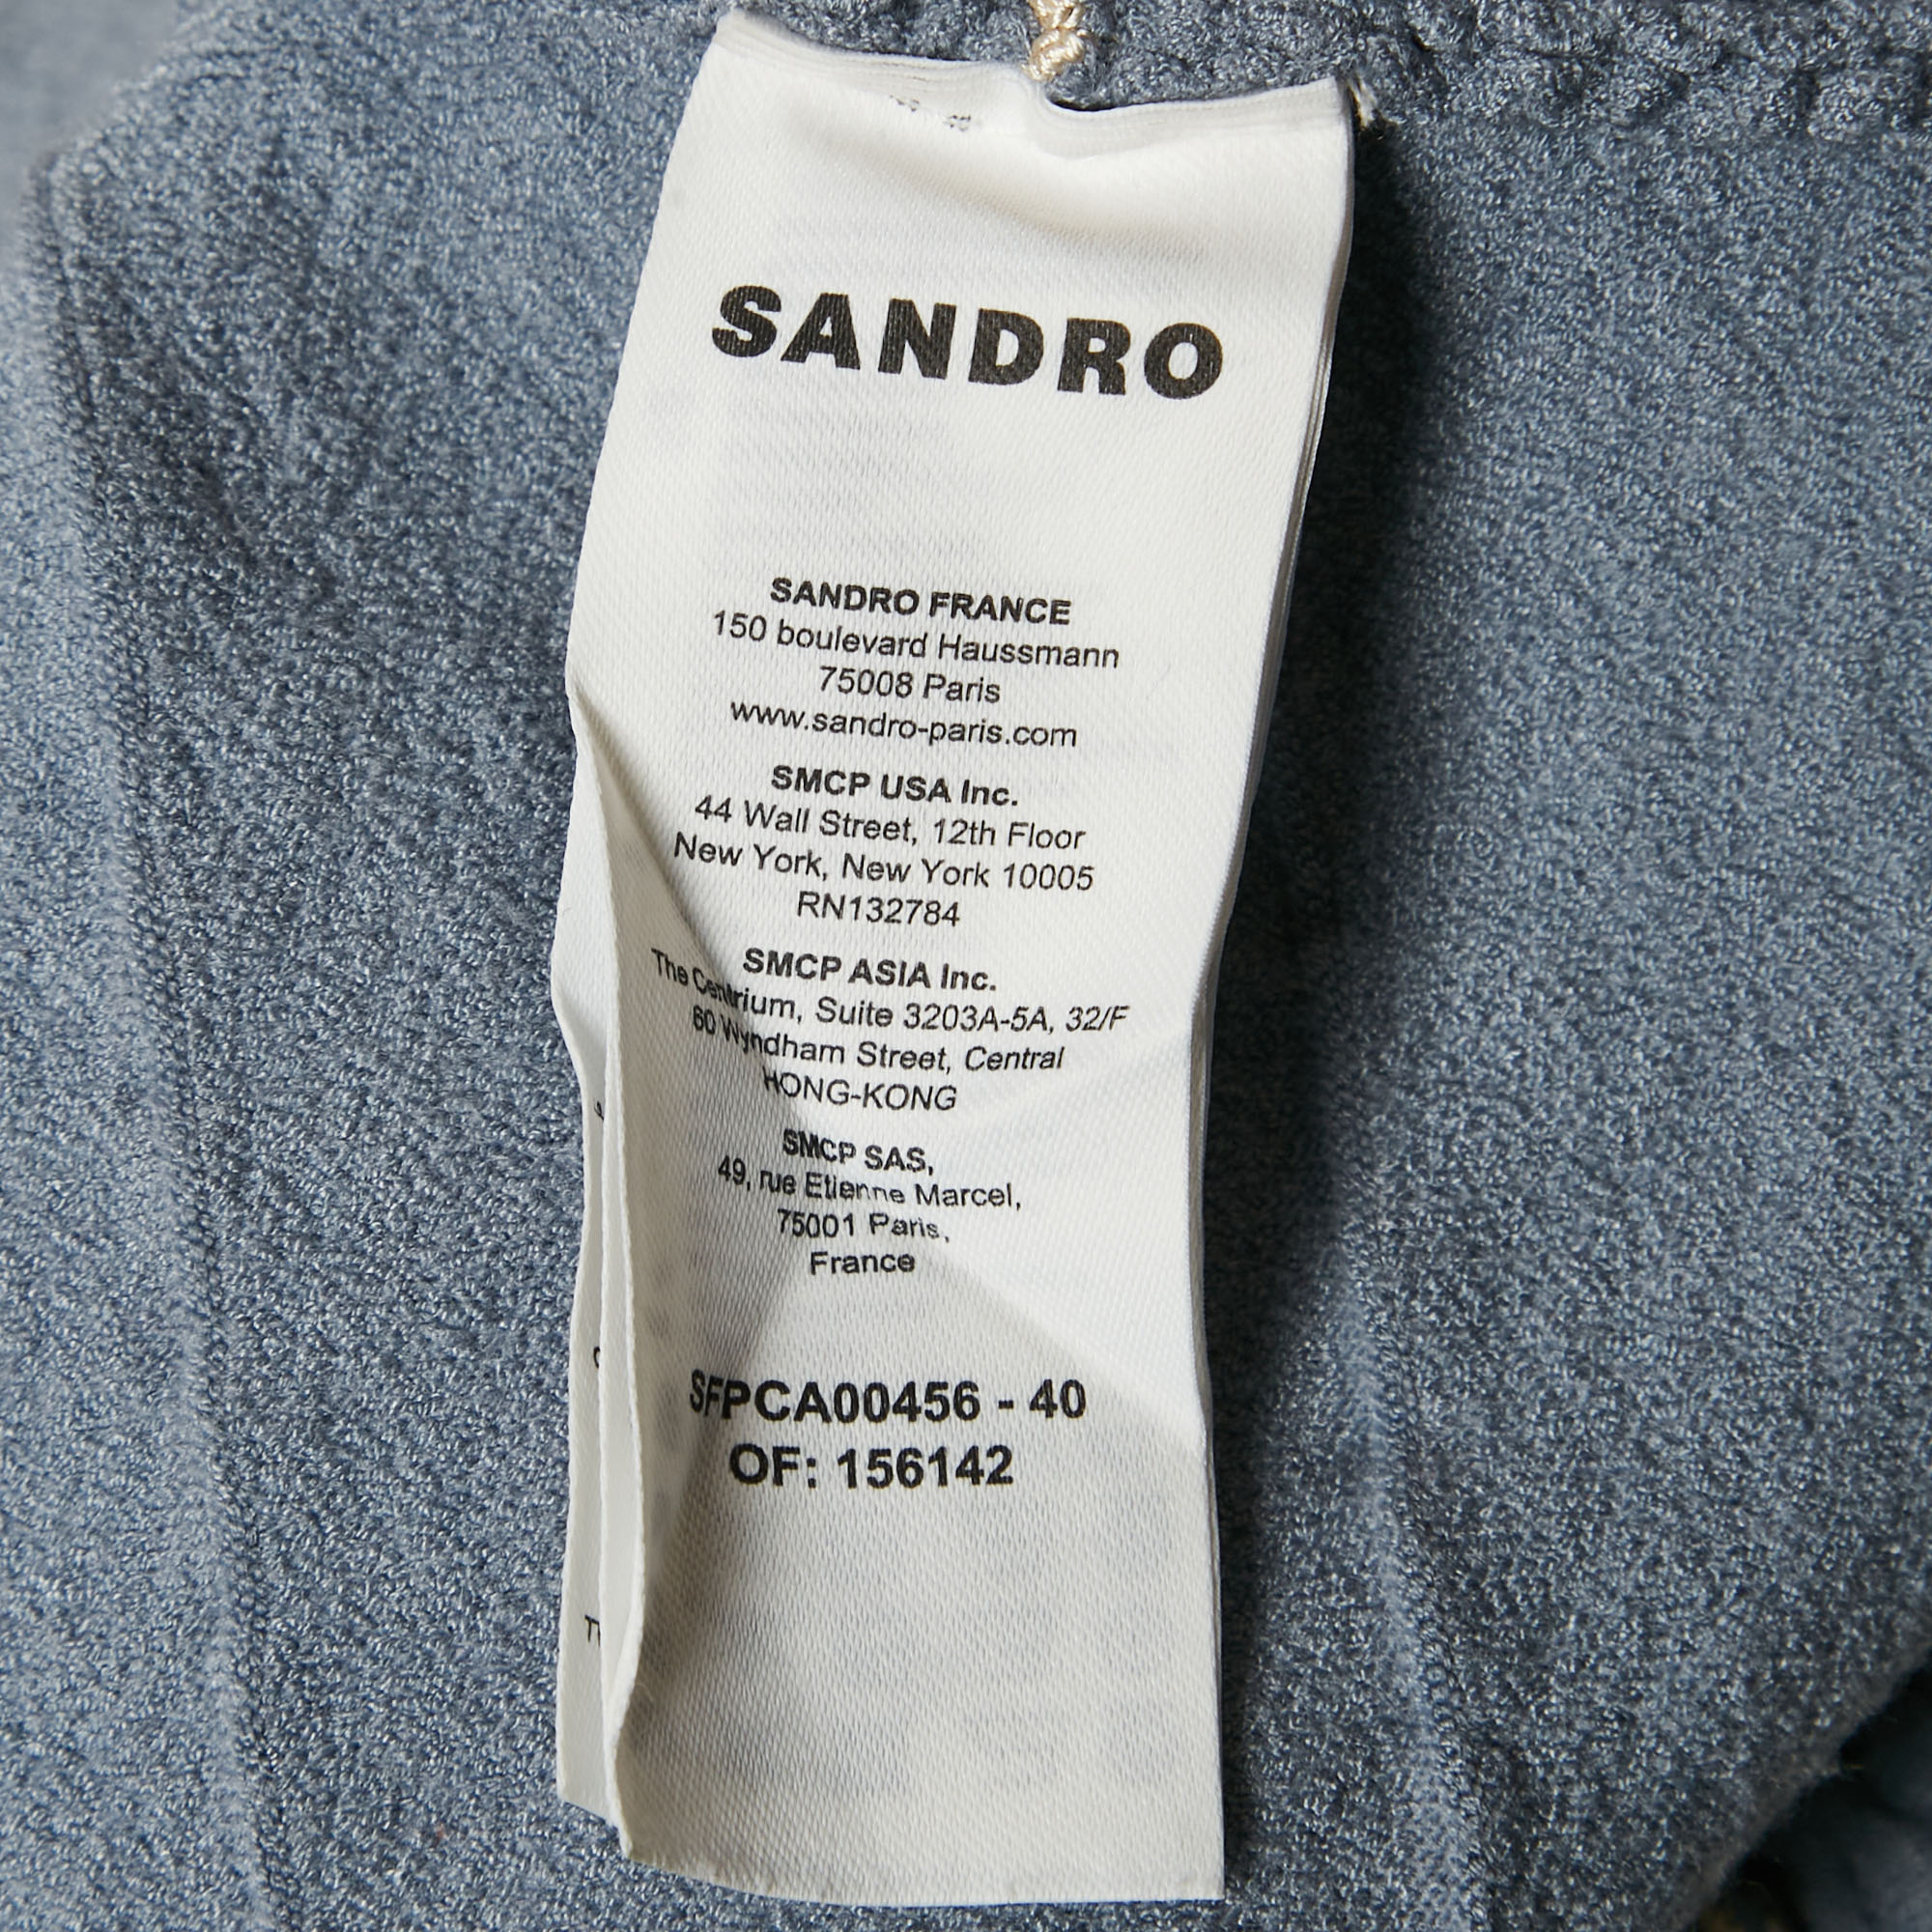 SANDRO
SANDRO FRANCE
150 boulevard Haussmann
75008 Paris
www.sandro-paris.com
SMCP USA Inc.
44 Wall Street, 12th Floor
New York, New York 10005
RN132784
SMCP ASIA Inc.
The Centrium, Suite 3203A-5A, 32/F
60 Wyndham Street, Central
HONG-KONG
SMCP SAS,
49, rue Etienne Marcel,
75001 Paris,
France
SFPCA00456 - 40
OF: 156142